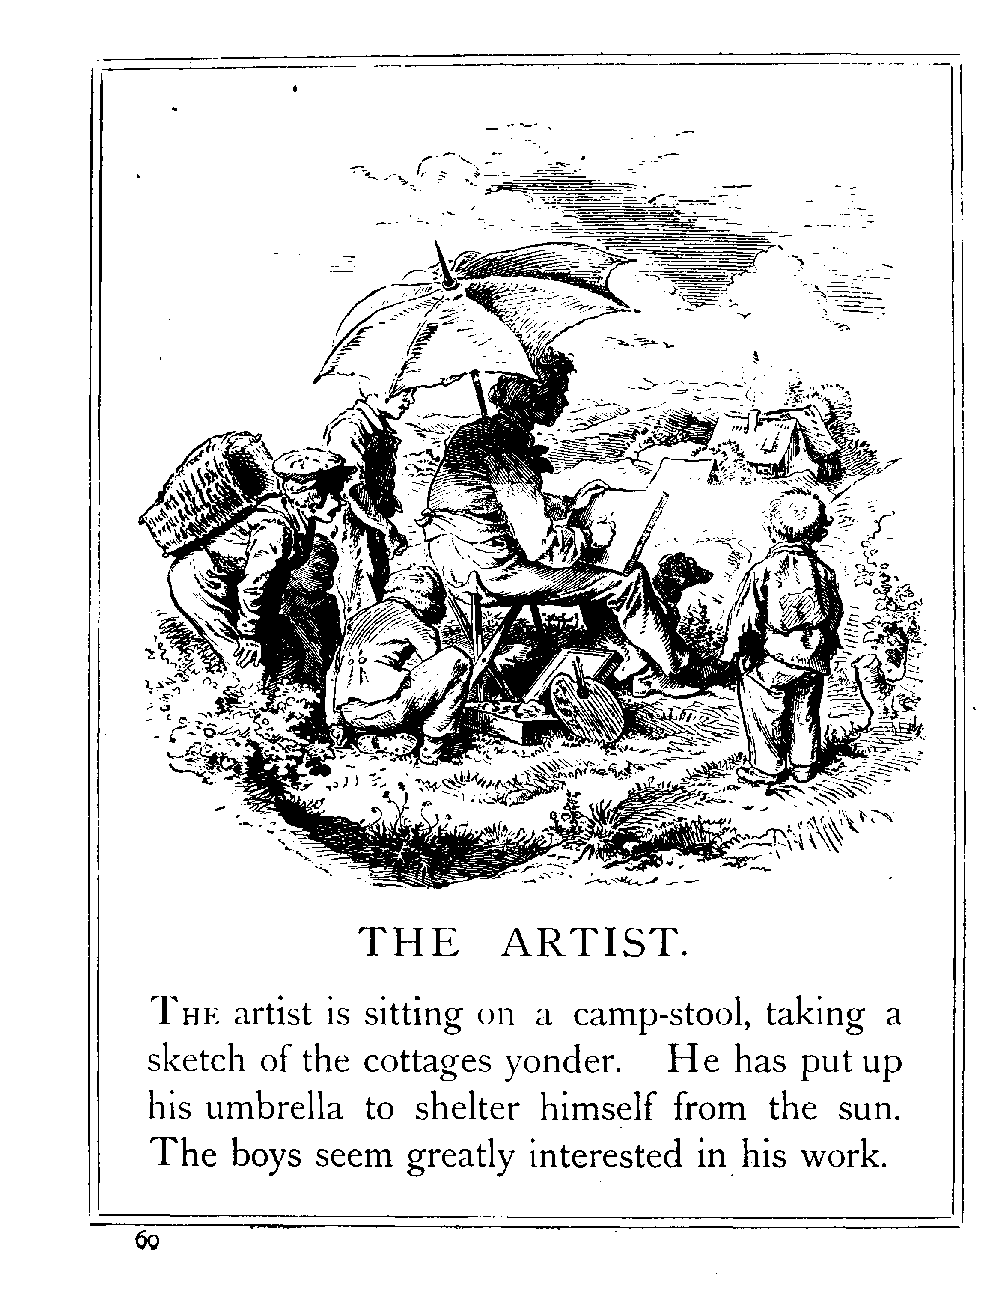 THE ARTIST.
THE artist is sitting on a camp-stool, taking a
sketch of the cottages yonder. He has put up
his umbrella to shelter himself from the sun.
The boys seem greatly interested in his work.
60